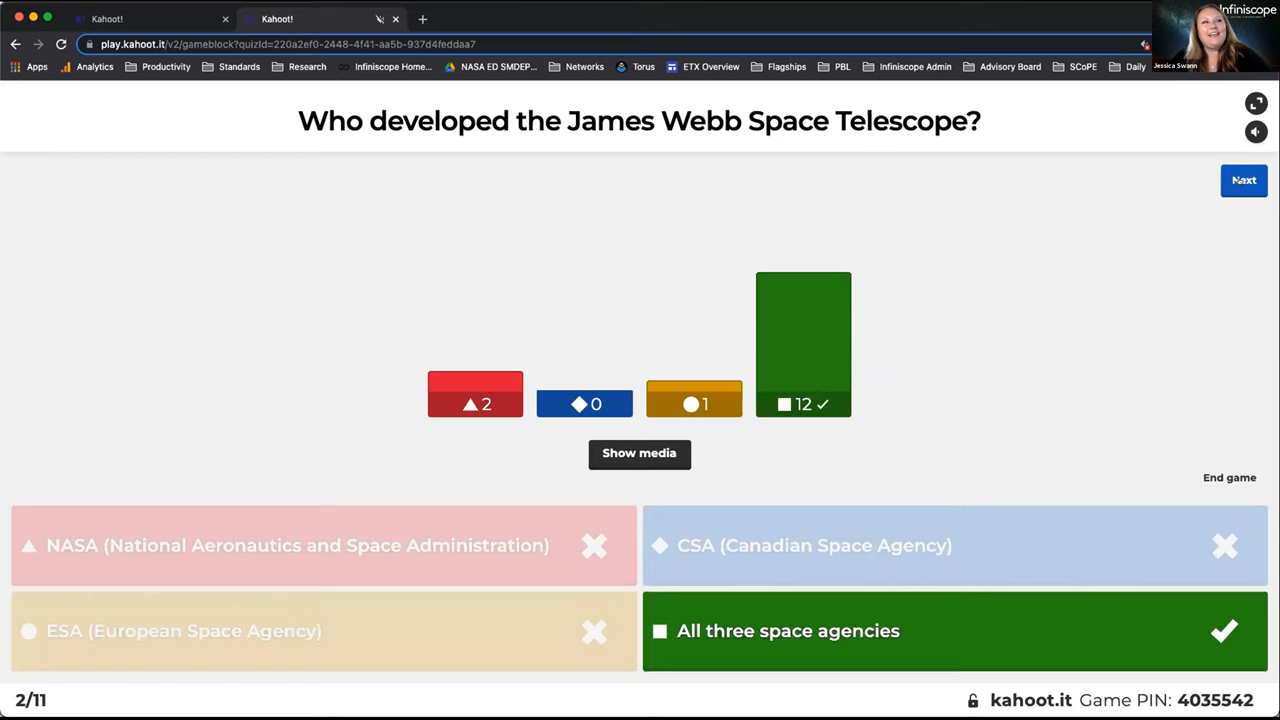 Kahoot!
Kahoot!
Infiniscope
play.kahoot.it/v2/gameblock?quizId=220a2ef0-2448-4f41-aa5b-937d4feddaa7
Apps Analytics Productivity Standards Research Infiniscope Home... NASA ED SMDEP... Networks Torus ETX Overview Flagships PBL Infiniscope Admin Advisory Board SCoPE Daily
Jessica Swann
Who developed the James Webb Space Telescope?
Next
2 0 1 12
Show media
End game
NASA (National Aeronautics and Space Administration)
CSA (Canadian Space Agency)
ESA (European Space Agency)
All three space agencies
2/11
kahoot.it Game PIN: 4035542